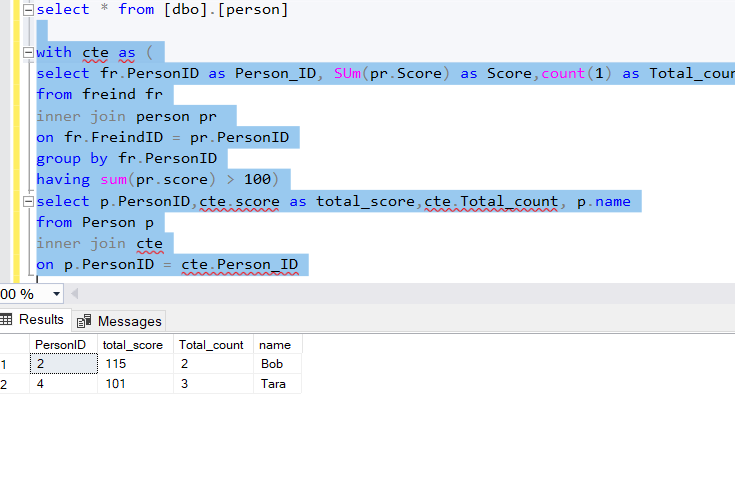 select * from [dbo].[person]
with cte as (
select fr.PersonID as Person_ID, SUm(pr.Score) as Score,count(1) as
from freind fr
inner join person pr
on fr.FreindID = pr.PersonID
group by fr.PersonID
having sum(pr.score) > 100)
select p.PersonID,cte.score as total_score,cte.Total_count, p.name
from Person p
inner join cte
on p.PersonID = cte.Person_ID
00 %
Results Messages
PersonID total_score Total_count name
1 2 115 2 Bob
2 4 101 3 Tara